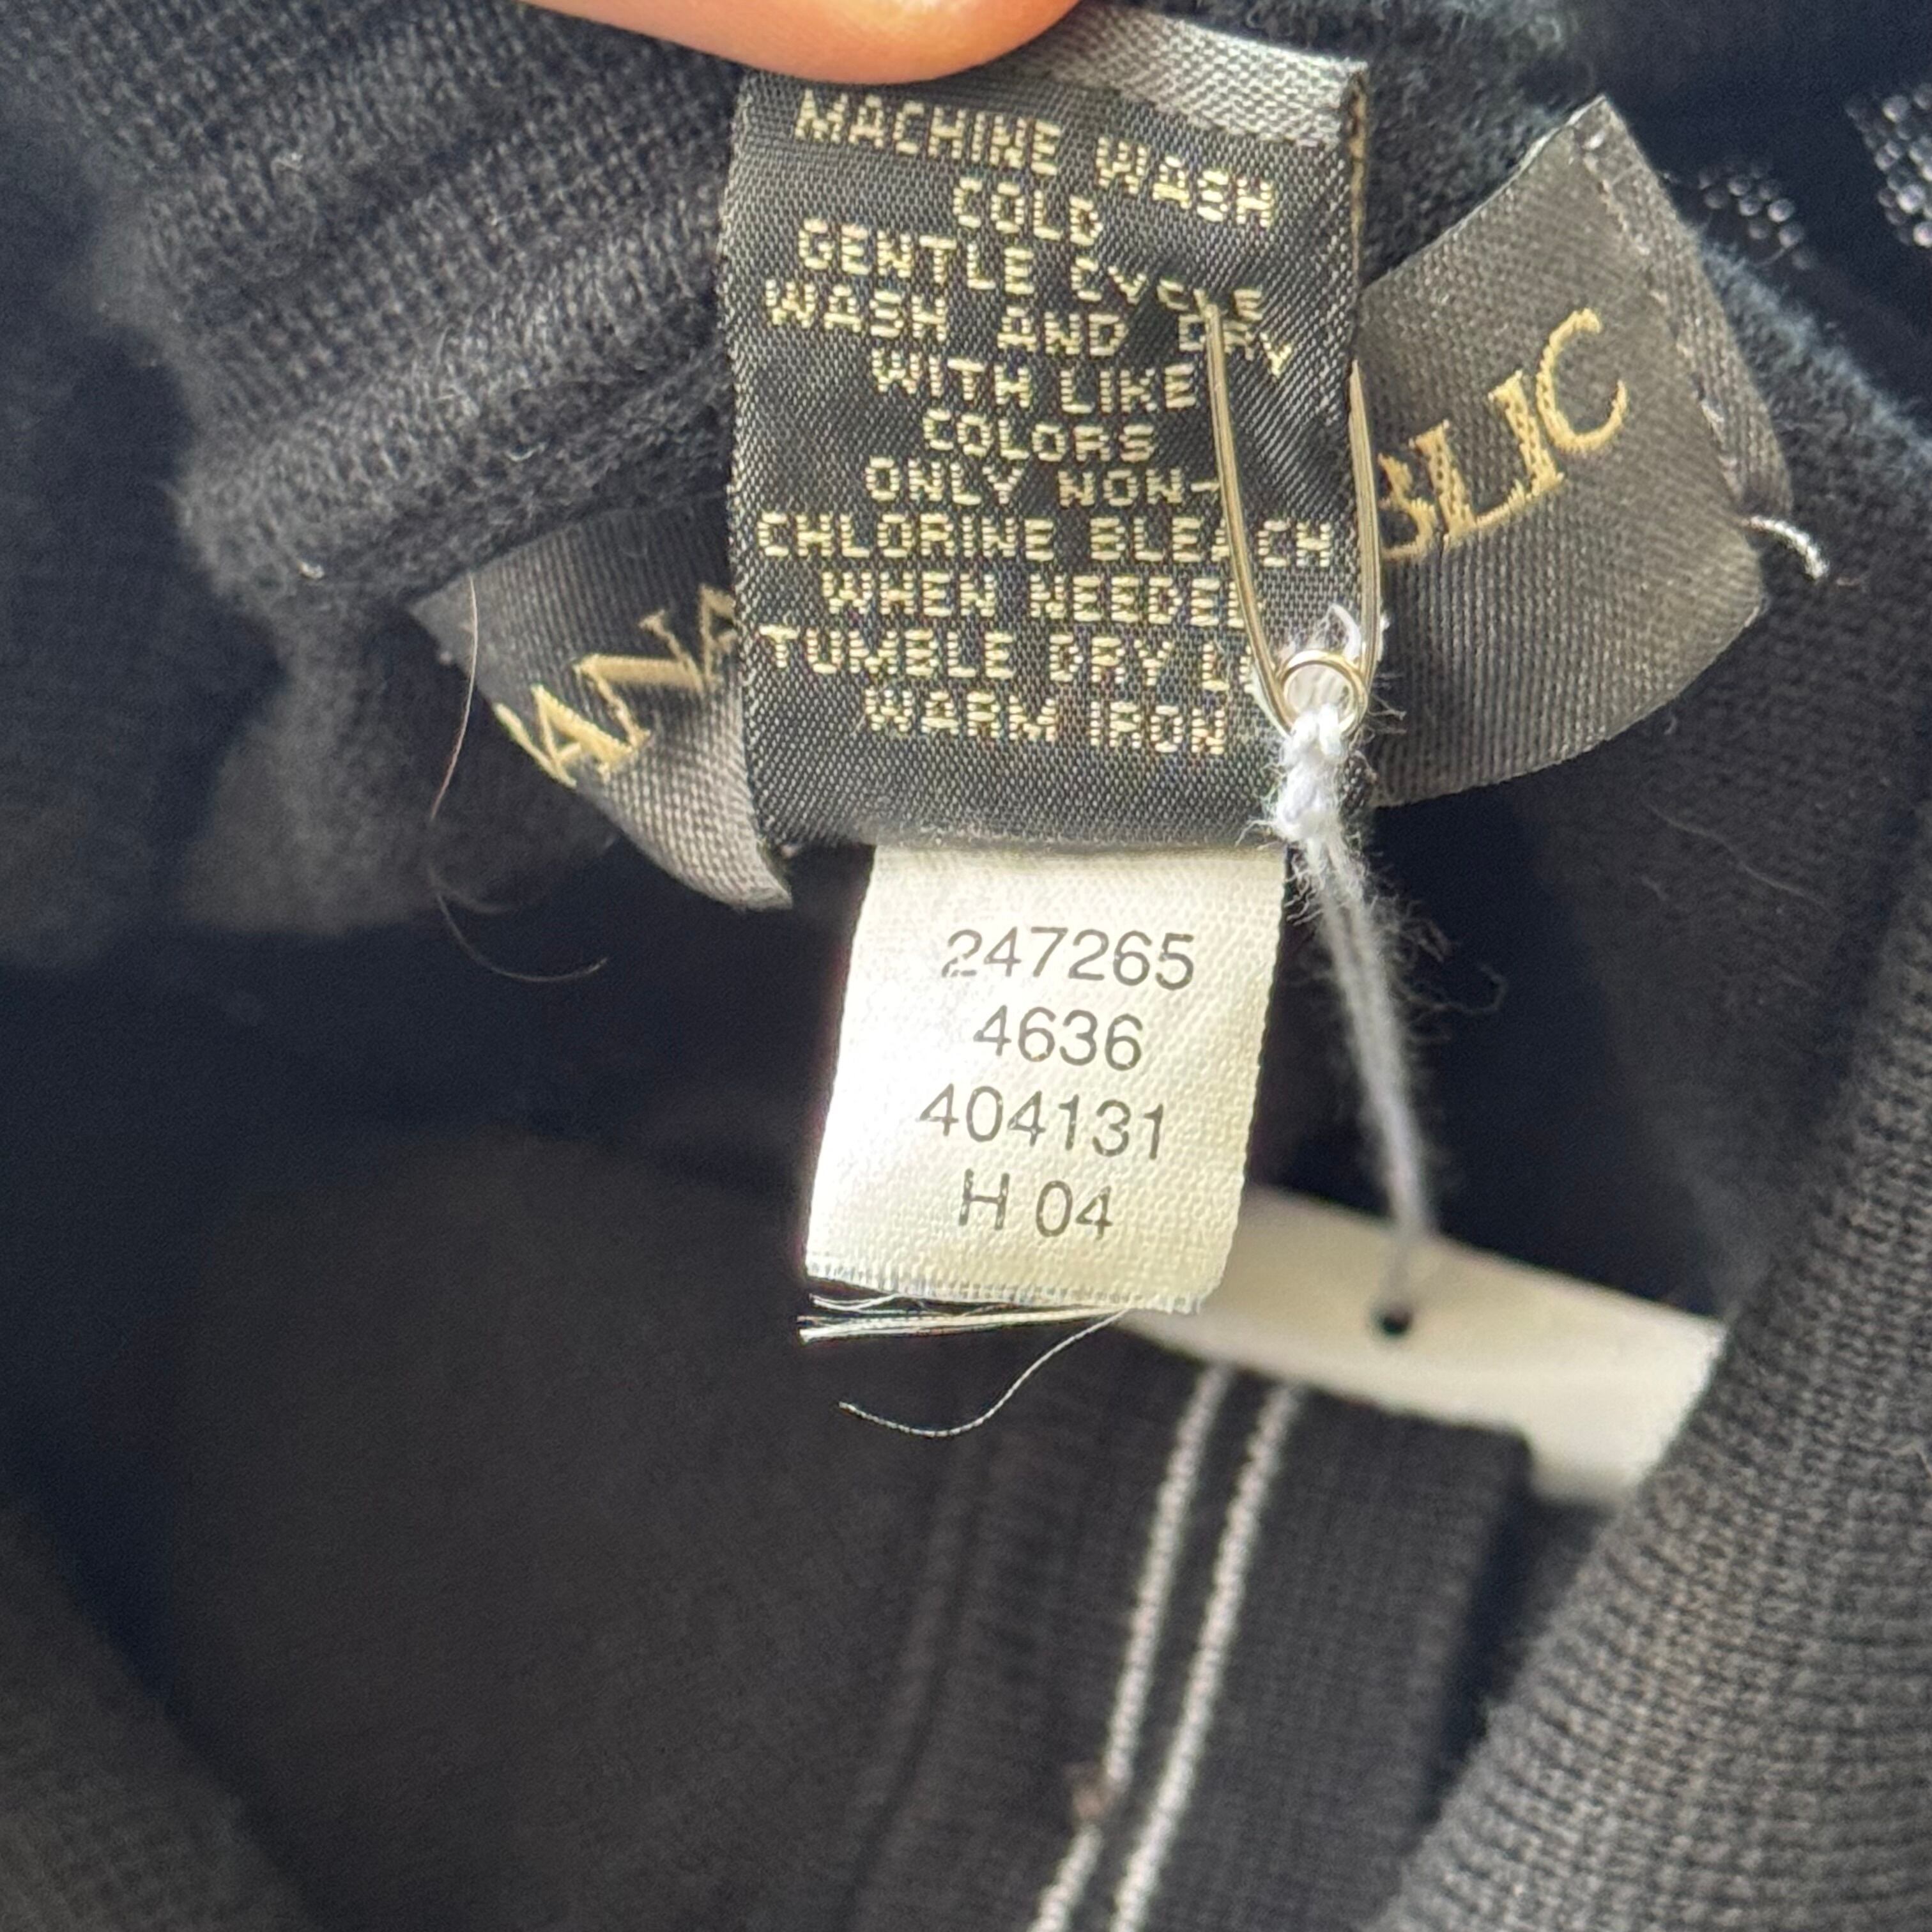 MACHINE WASH
COLD
GENTLE CYCLE
WASH AND DRY
WITH LIKE
COLORS
ONLY NON-
CHLORINE BLEACH
WHEN NEEDED
TUMBLE DRY L
WARM IRON
ANA
BLIC
247265
4636
404131
H 04